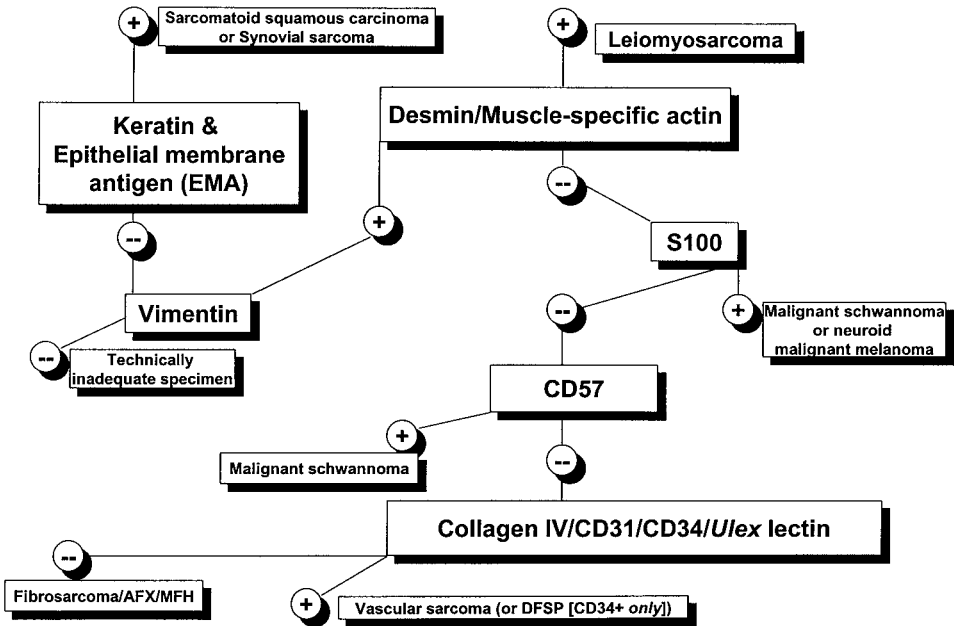 +
Sarcomatoid squamous carcinoma
or Synovial sarcoma
+
Leiomyosarcoma
Keratin &
Epithelial membrane
antigen (EMA)
Desmin/Muscle-specific actin
--
+
--
S100
Vimentin
--
Technically
inadequate specimen
--
+
Malignant schwannoma
or neuroid
malignant melanoma
CD57
+
Malignant schwannoma
--
Collagen IV/CD31/CD34/Ulex lectin
--
Fibrosarcoma/AFX/MFH
+
Vascular sarcoma (or DFSP [CD34+ only])